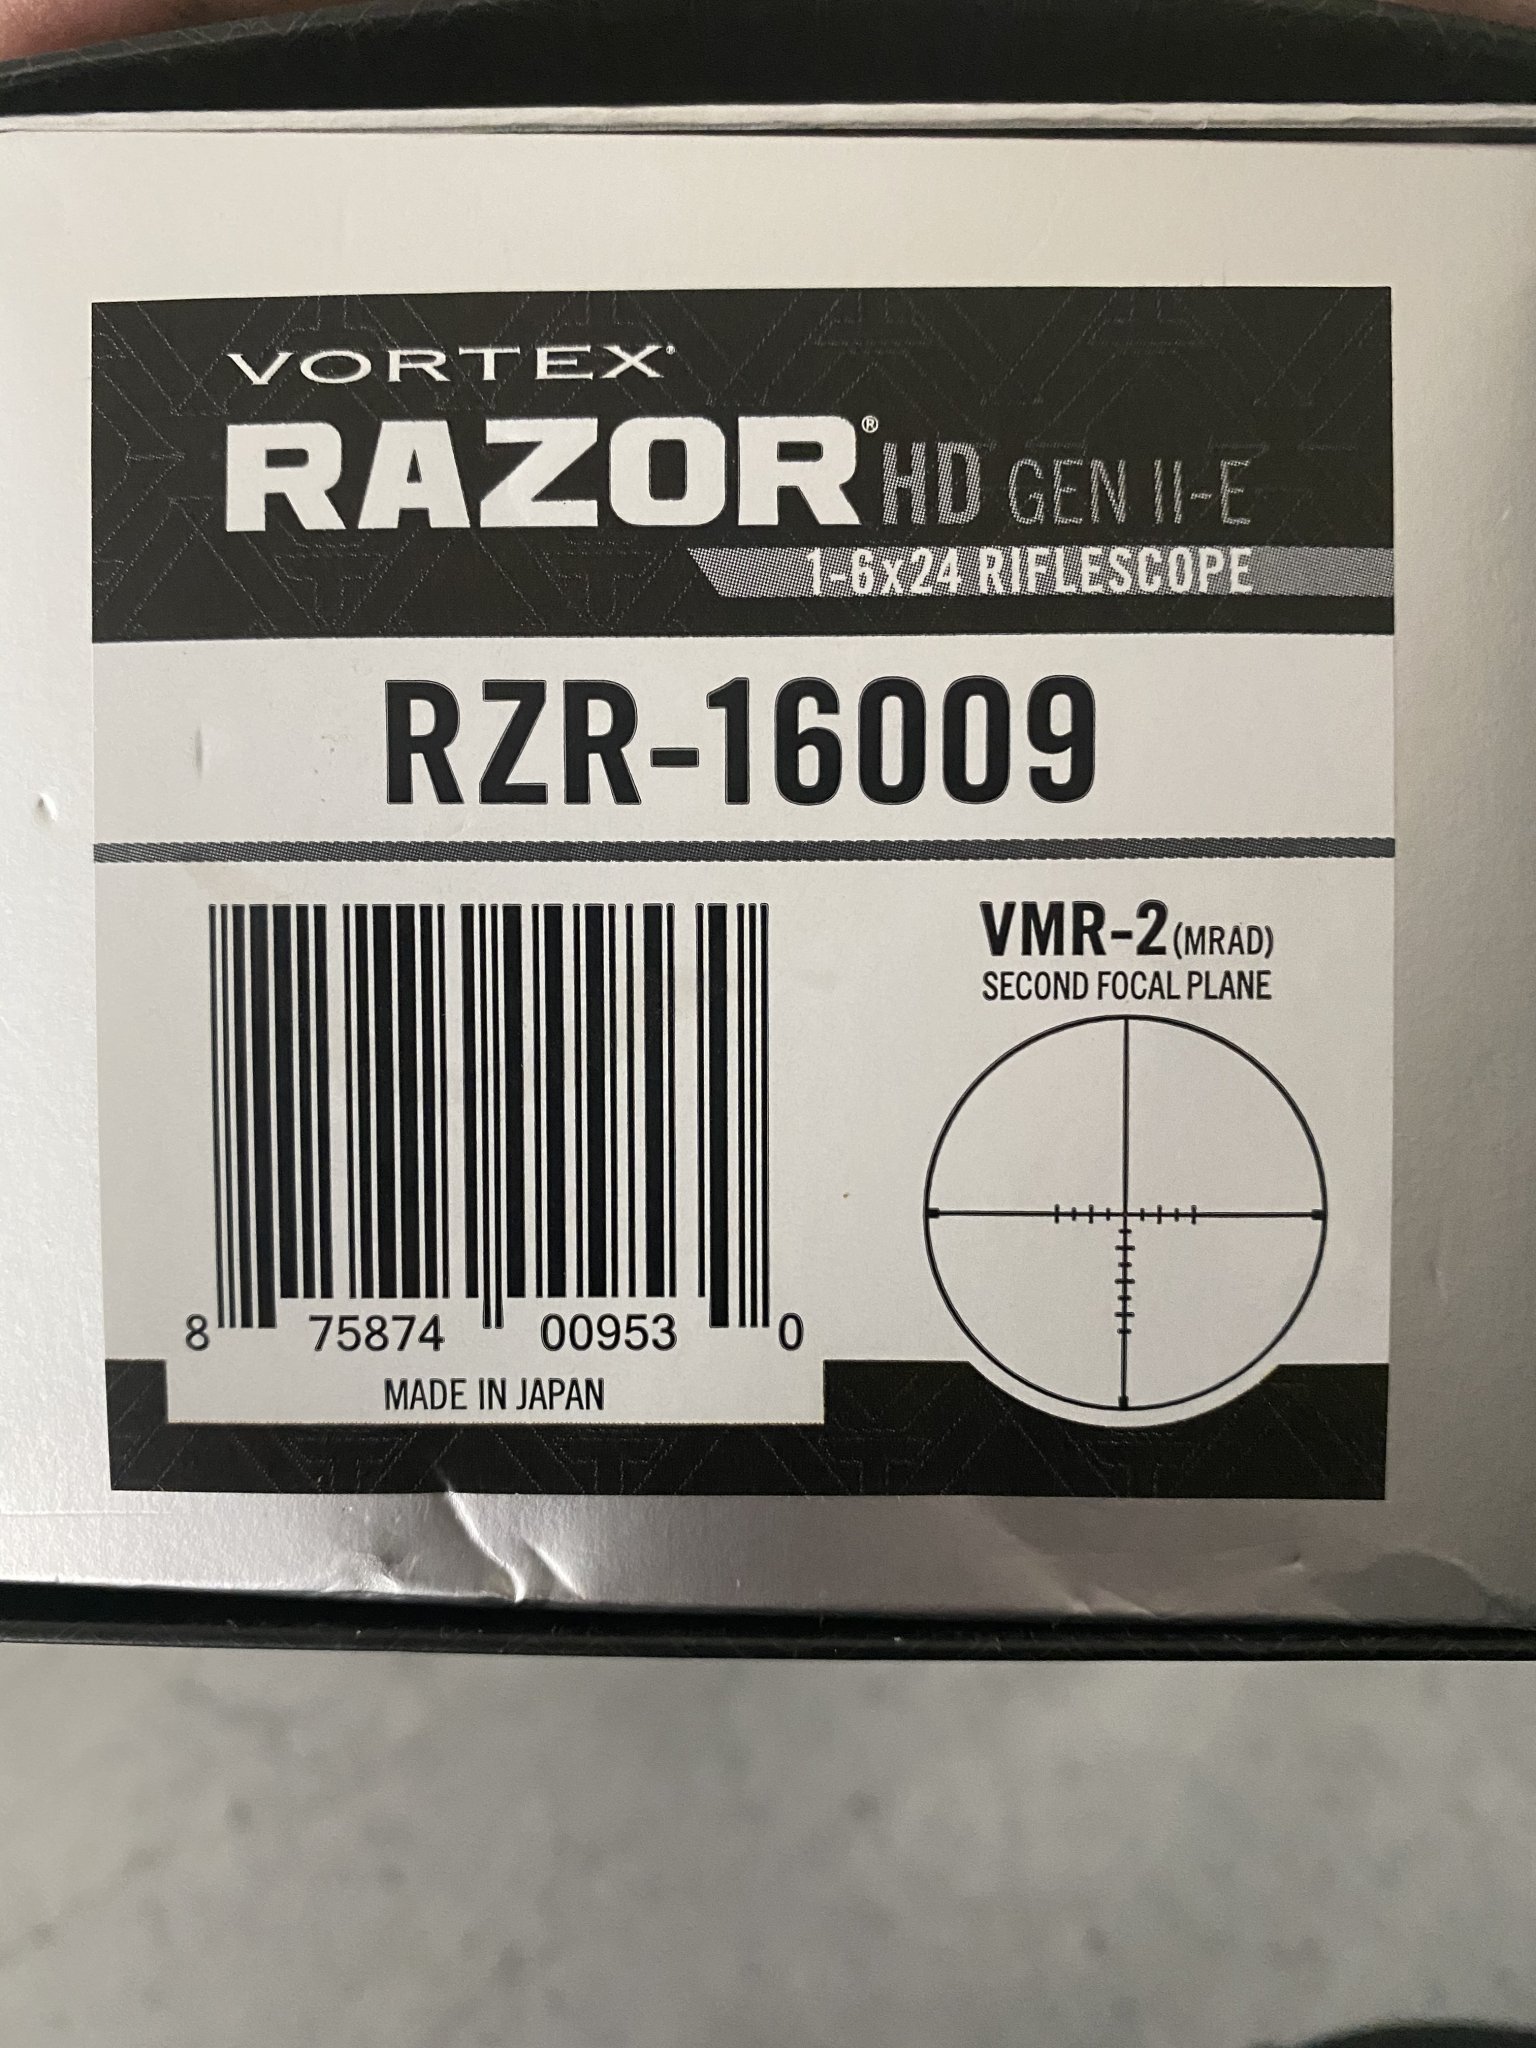 VORTEX®
RAZOR® HD GEN II-E
1-6x24 RIFLESCOPE
RZR-16009
VMR-2 (MRAD)
SECOND FOCAL PLANE
8 75874 00953 0
MADE IN JAPAN